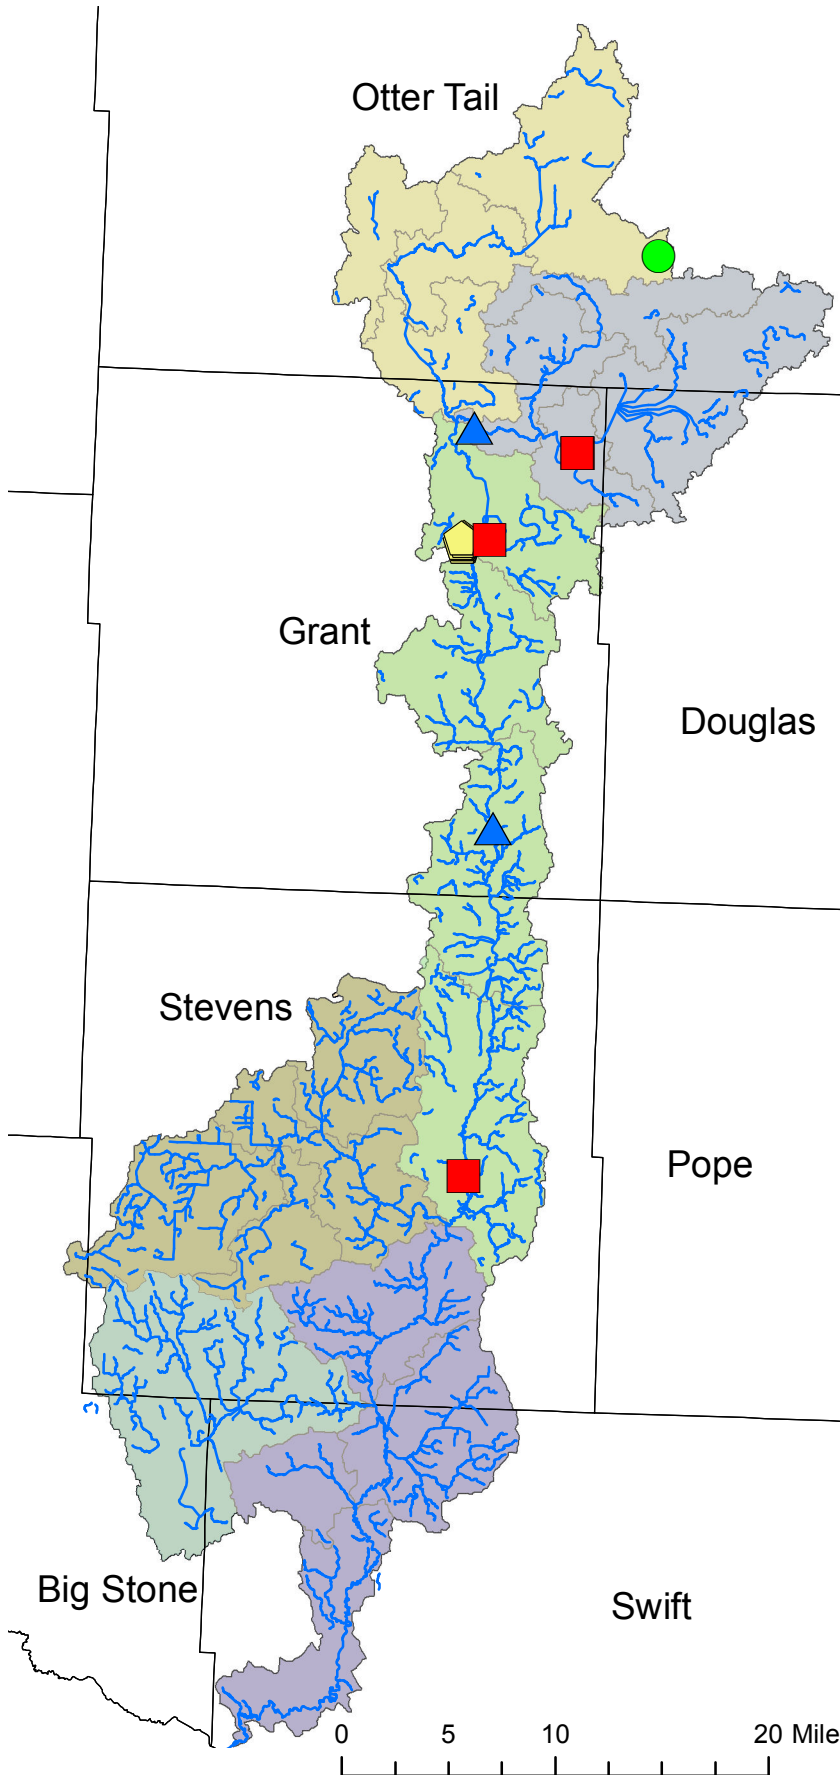 Otter Tail
Grant
Douglas
Stevens
Pope
Big Stone
Swift
0 5 10 20 Mile